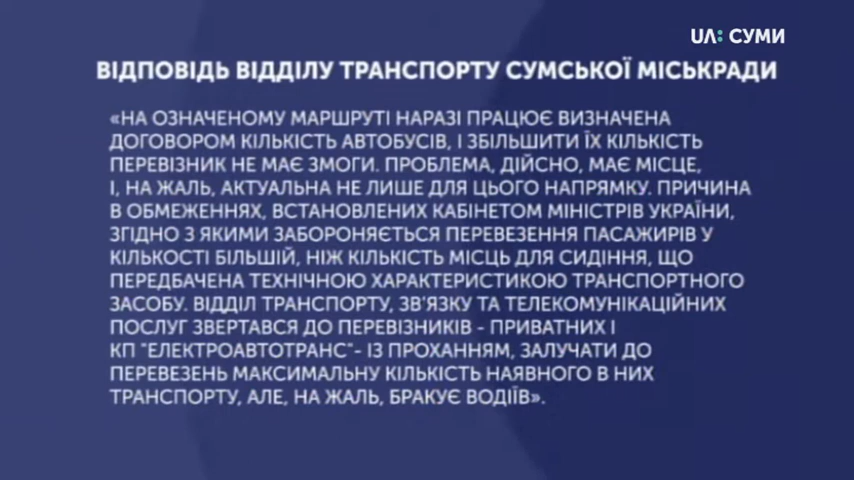 UA: СУМИ
ВІДПОВІДЬ ВІДДІЛУ ТРАНСПОРТУ СУМСЬКОЇ МІСЬКРАДИ
«НА ОЗНАЧЕНОМУ МАРШРУТІ НАРАЗІ ПРАЦЮЄ ВИЗНАЧЕНА
ДОГОВОРОМ КІЛЬКІСТЬ АВТОБУСІВ, І ЗБІЛЬШИТИ ЇХ КІЛЬКІСТЬ
ПЕРЕВІЗНИК НЕ МАЄ ЗМОГИ. ПРОБЛЕМА, ДІЙСНО, МАЄ МІСЦЕ,
І, НА ЖАЛЬ, АКТУАЛЬНА НЕ ЛИШЕ ДЛЯ ЦЬОГО НАПРЯМКУ. ПРИЧИНА
В ОБМЕЖЕННЯХ, ВСТАНОВЛЕНИХ КАБІНЕТОМ МІНІСТРІВ УКРАЇНИ,
ЗГІДНО З ЯКИМИ ЗАБОРОНЯЄТЬСЯ ПЕРЕВЕЗЕННЯ ПАСАЖИРІВ У
КІЛЬКОСТІ БІЛЬШІЙ, НІЖ КІЛЬКІСТЬ МІСЦЬ ДЛЯ СИДІННЯ, ЩО
ПЕРЕДБАЧЕНА ТЕХНІЧНОЮ ХАРАКТЕРИСТИКОЮ ТРАНСПОРТНОГО
ЗАСОБУ. ВІДДІЛ ТРАНСПОРТУ, ЗВ'ЯЗКУ ТА ТЕЛЕКОМУНІКАЦІЙНИХ
ПОСЛУГ ЗВЕРТАВСЯ ДО ПЕРЕВІЗНИКІВ - ПРИВАТНИХ І
КП "ЕЛЕКТРОАВТОТРАНС"- ІЗ ПРОХАННЯМ, ЗАЛУЧАТИ ДО
ПЕРЕВЕЗЕНЬ МАКСИМАЛЬНУ КІЛЬКІСТЬ НАЯВНОГО В НИХ
ТРАНСПОРТУ, АЛЕ, НА ЖАЛЬ, БРАКУЄ ВОДІЇВ».